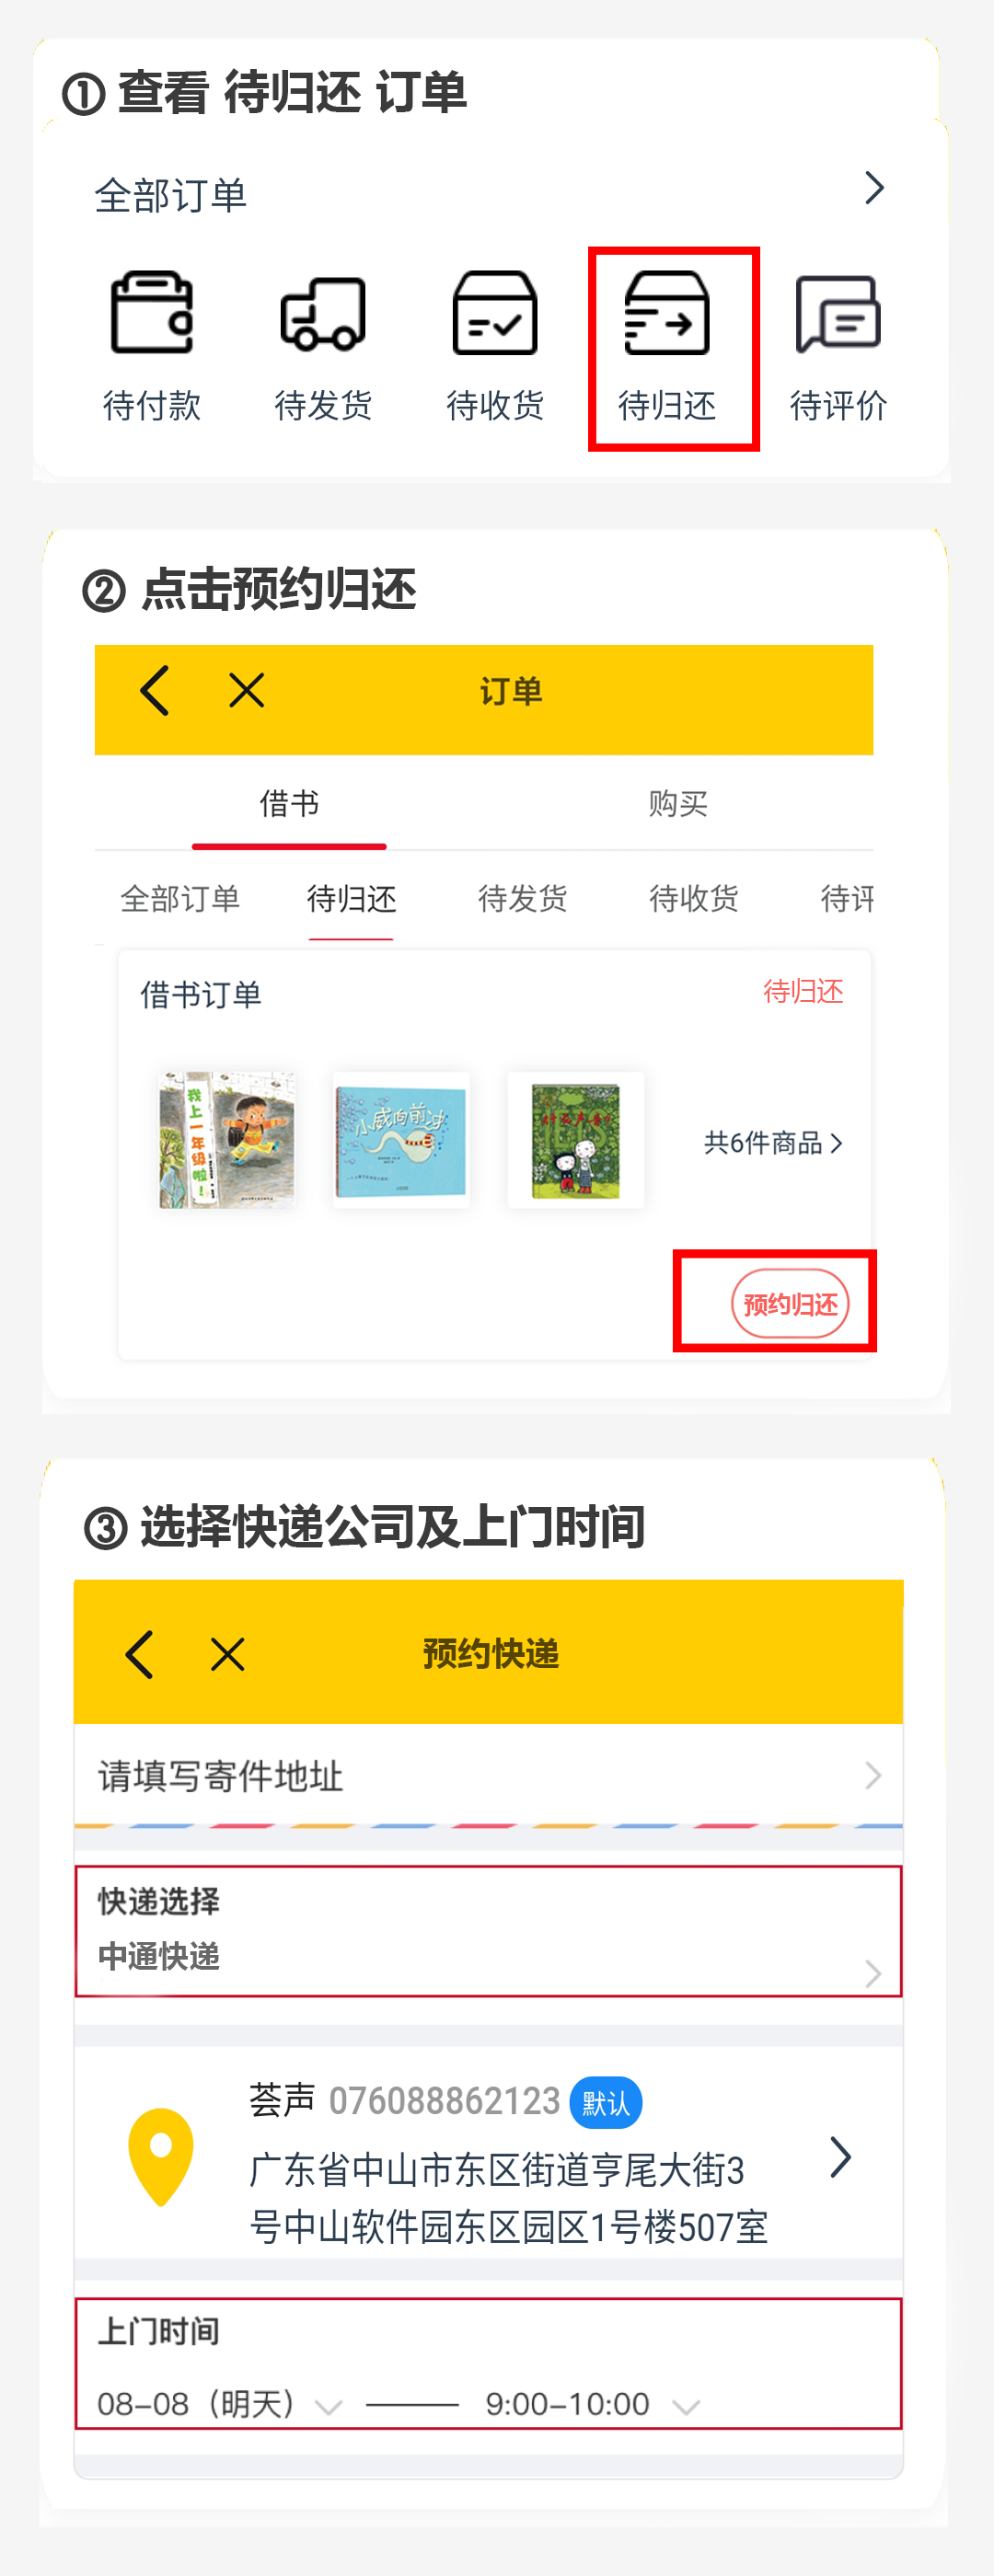 ① 查看 待归还 订单
全部订单
待付款 待发货 待收货 待归还 待评价
② 点击预约归还
订单
借书 购买
全部订单 待归还 待发货 待收货 待评
借书订单 待归还
我上一年级啦！
小威向前冲
什么声音？
共6件商品
预约归还
③ 选择快递公司及上门时间
预约快递
请填写寄件地址
快递选择
中通快递
荟声 076088862123 默认
广东省中山市东区街道亨尾大街3
号中山软件园东区园区1号楼507室
上门时间
08-08（明天） —— 9:00-10:00